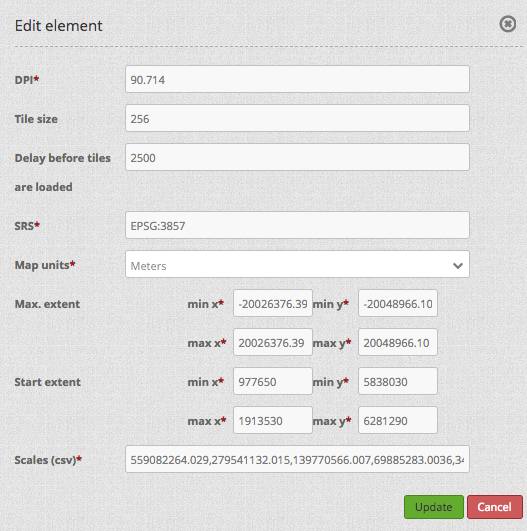 Edit element
DPI* 90.714
Tile size 256
Delay before tiles 2500
are loaded
SRS* EPSG:3857
Map units* Meters
Max. extent min x* -20026376.39 min y* -20048966.10
max x* 20026376.39 max y* 20048966.10
Start extent min x* 977650 min y* 5838030
max x* 1913530 max y* 6281290
Scales (csv)* 559082264.029,279541132.015,139770566.007,69885283.0036,34
Update Cancel